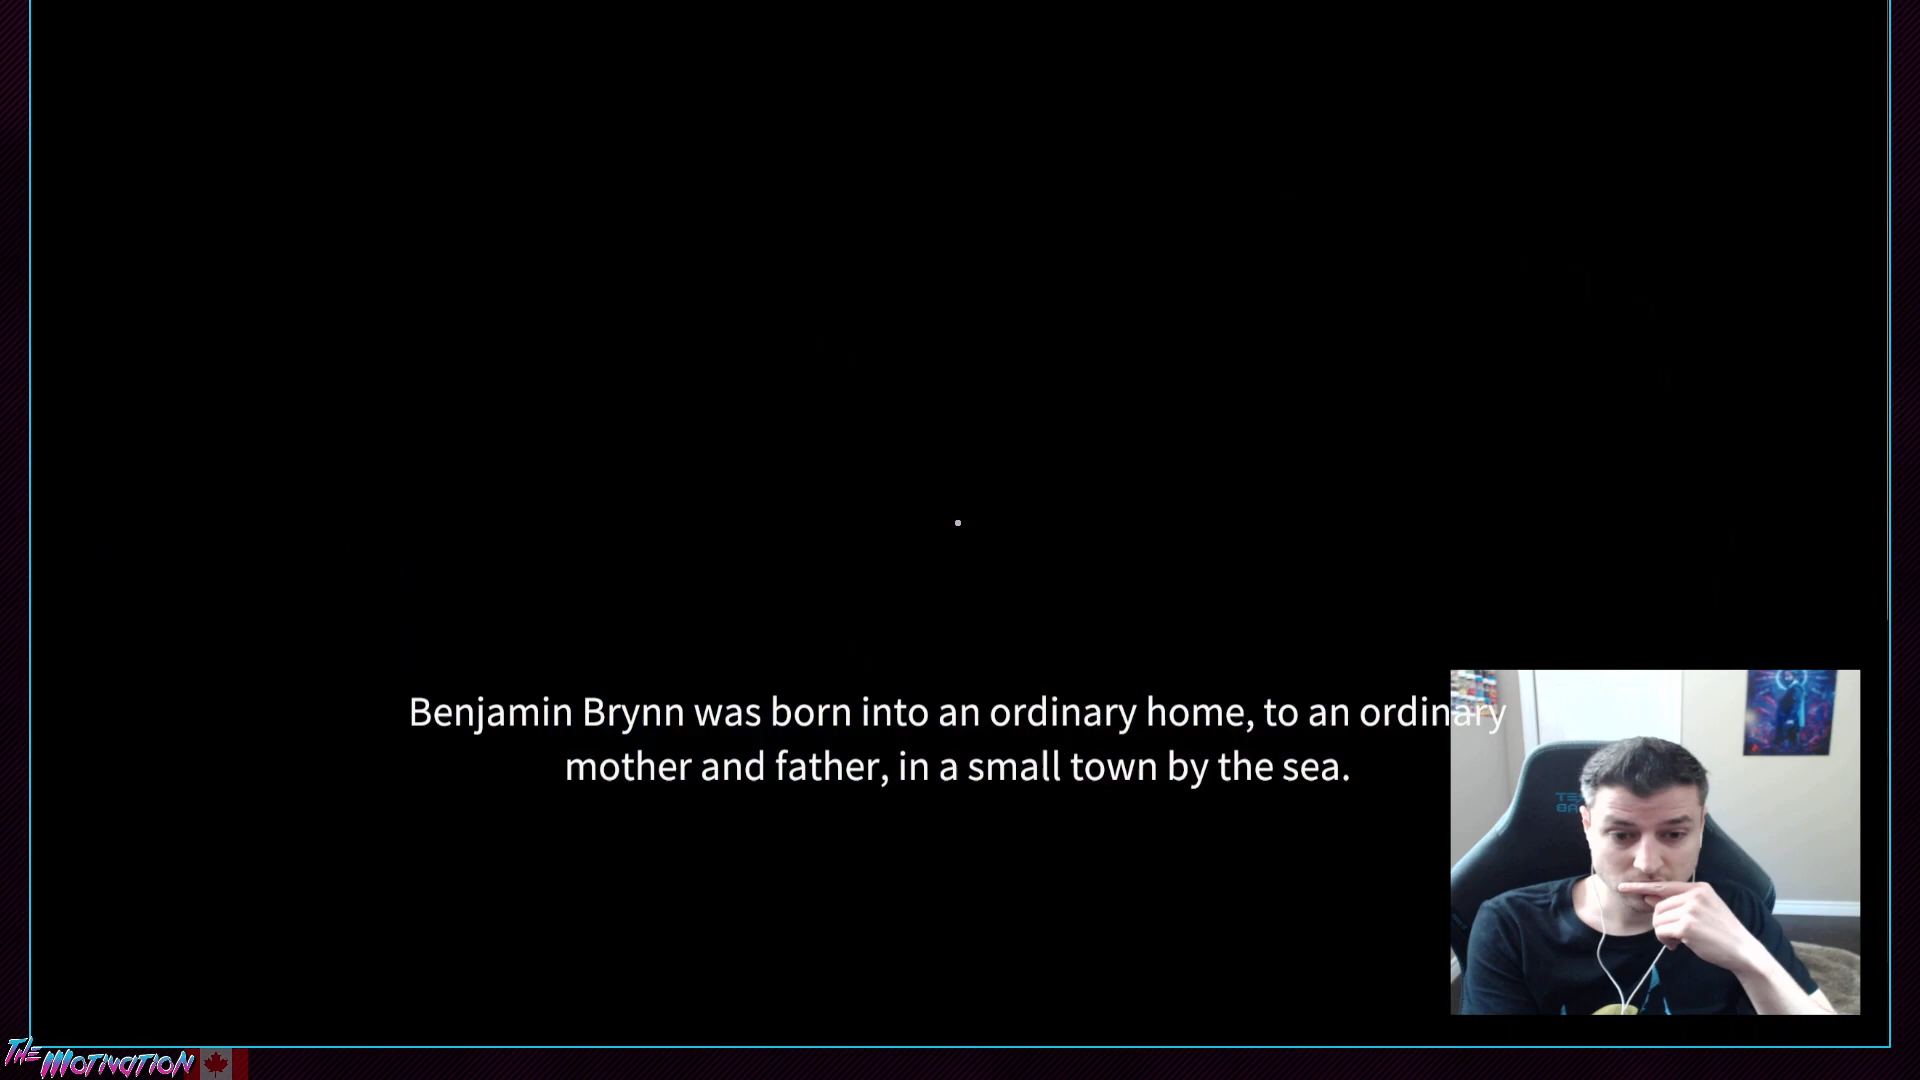 Benjamin Brynn was born into an ordinary home, to an ordinary
mother and father, in a small town by the sea.
THE MOTIVATION